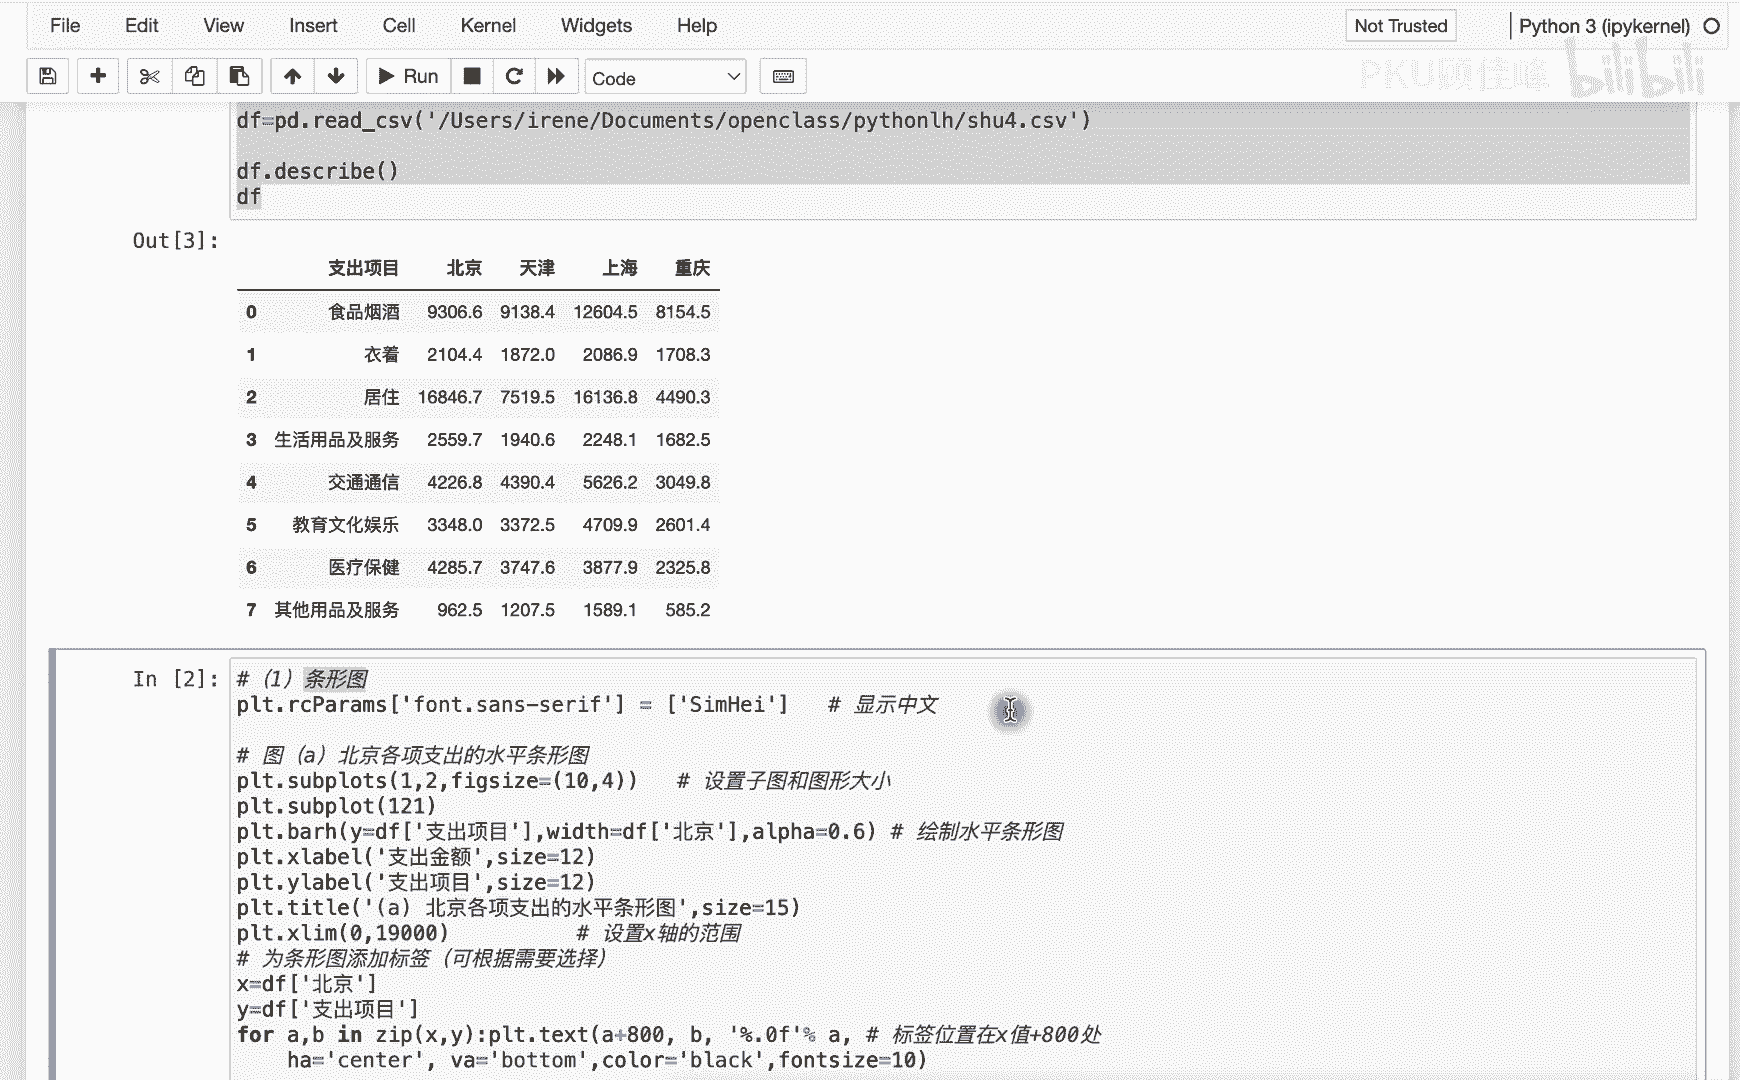 File Edit View Insert Cell Kernel Widgets Help Not Trusted Python 3 (ipykernel)
Run Code PKU顾佳峰 bilibili
df=pd.read_csv('/Users/irene/Documents/openclass/pythonlh/shu4.csv')
df.describe()
df
Out[3]:
支出项目 北京 天津 上海 重庆
0 食品烟酒 9306.6 9138.4 12604.5 8154.5
1 衣着 2104.4 1872.0 2086.9 1708.3
2 居住 16846.7 7519.5 16136.8 4490.3
3 生活用品及服务 2559.7 1940.6 2248.1 1682.5
4 交通通信 4226.8 4390.4 5626.2 3049.8
5 教育文化娱乐 3348.0 3372.5 4709.9 2601.4
6 医疗保健 4285.7 3747.6 3877.9 2325.8
7 其他用品及服务 962.5 1207.5 1589.1 585.2
In [2]: #（1）条形图
plt.rcParams['font.sans-serif'] = ['SimHei']   # 显示中文
# 图（a）北京各项支出的水平条形图
plt.subplots(1,2,figsize=(10,4))   # 设置子图和图形大小
plt.subplot(121)
plt.barh(y=df['支出项目'],width=df['北京'],alpha=0.6) # 绘制水平条形图
plt.xlabel('支出金额',size=12)
plt.ylabel('支出项目',size=12)
plt.title('(a) 北京各项支出的水平条形图',size=15)
plt.xlim(0,19000)          # 设置x轴的范围
# 为条形图添加标签（可根据需要选择）
x=df['北京']
y=df['支出项目']
for a,b in zip(x,y):plt.text(a+800, b, '%.0f'% a, # 标签位置在x值+800处
    ha='center', va='bottom',color='black',fontsize=10)